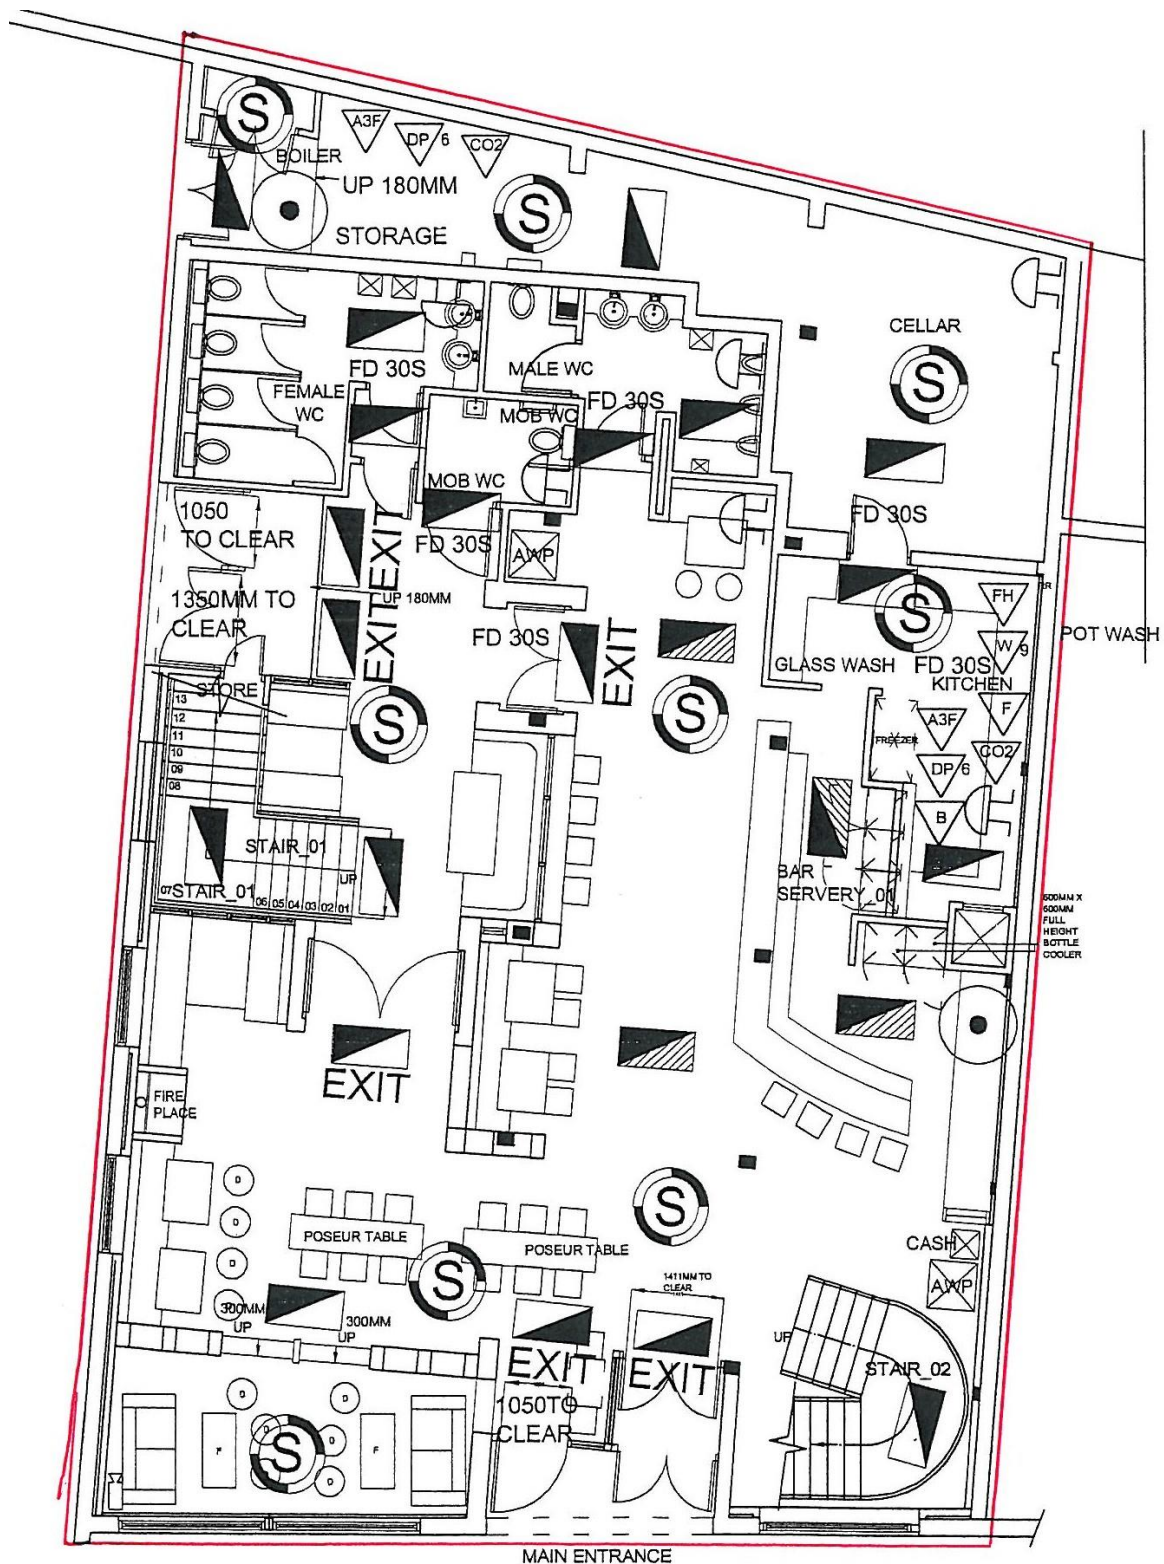 S
A3F
DP 6
CO2
BOILER
UP 180MM
S
STORAGE
CELLAR
S
FD 30S
MALE WC
FEMALE
WC
FD 30S
MOB WC
MOB WC
1050
TO CLEAR
EXIT
FD 30S
AWP
FD 30S
1350MM TO
CLEAR
UP 180MM
EXIT
FD 30S
EXIT
S
FH
W 9
POT WASH
GLASS WASH
FD 30S
KITCHEN
STORE
S
S
F
A3F
FREEZER
CO2
DP 6
B
13
12
11
10
09
08
STAIR_01
UP
07
STAIR_01
06 05 04 03 02 01
BAR
SERVERY_01
600MM X
600MM
FULL
HEIGHT
BOTTLE
COOLER
EXIT
FIRE
PLACE
S
POSEUR TABLE
POSEUR TABLE
CASH
AWP
D
D
D
D
S
1411MM TO
CLEAR
300MM
UP
300MM
UP
UP
EXIT
EXIT
STAIR_02
1050TO
CLEAR
D
D
D
D
D
F
F
S
MAIN ENTRANCE